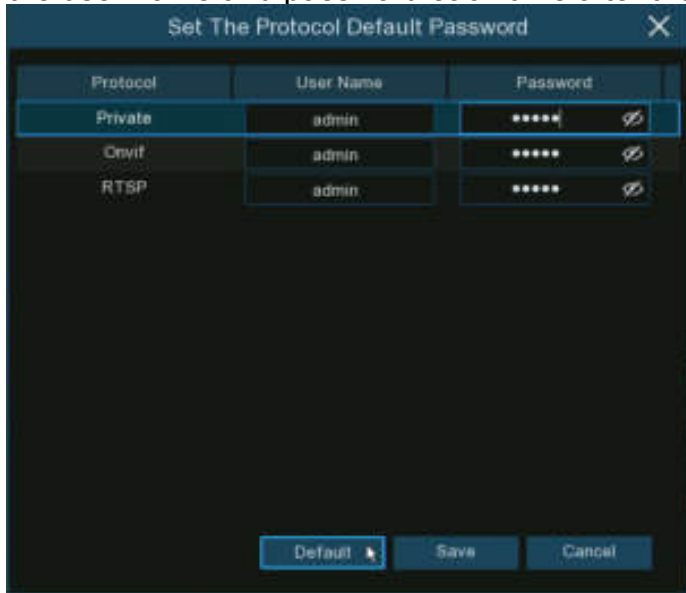 Set The Protocol Default Password
Protocol User Name Password
Private admin •••••
Onvif admin •••••
RTSP admin •••••
Default Save Cancel